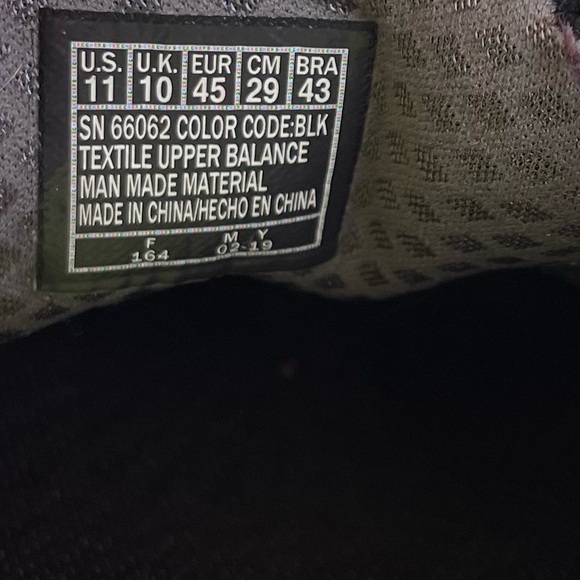 U.S. U.K. EUR CM BRA
11 10 45 29 43
SN 66062 COLOR CODE:BLK
TEXTILE UPPER BALANCE
MAN MADE MATERIAL
MADE IN CHINA/HECHO EN CHINA
F M Y
164 02-19